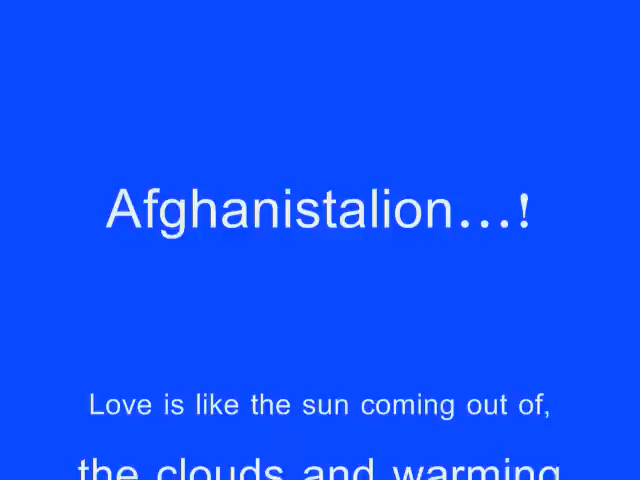 Afghanistalion...!
Love is like the sun coming out of,
the clouds and warming